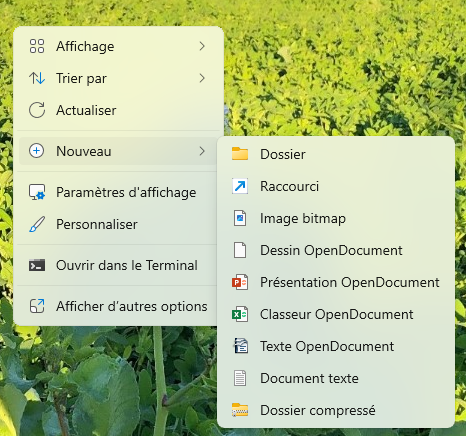 Affichage
Trier par
Actualiser
Nouveau
Paramètres d'affichage
Personnaliser
Ouvrir dans le Terminal
Afficher d'autres options
Dossier
Raccourci
Image bitmap
Dessin OpenDocument
Présentation OpenDocument
Classeur OpenDocument
Texte OpenDocument
Document texte
Dossier compressé